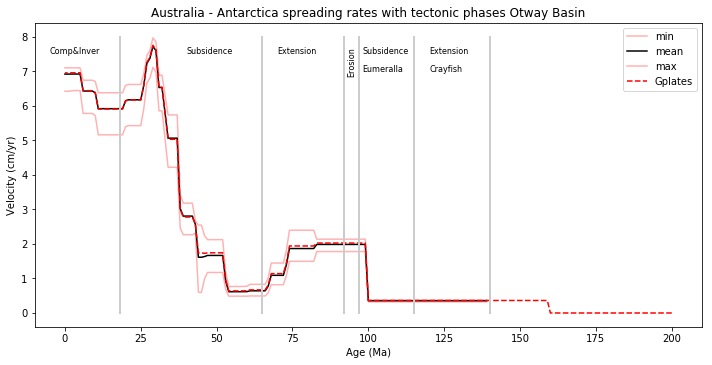 Australia - Antarctica spreading rates with tectonic phases Otway Basin
8
7
6
5
4
3
2
1
0
Velocity (cm/yr)
Comp&Inver
Subsidence
Extension
Erosion
Subsidence
Eumeralla
Extension
Crayfish
min
mean
max
Gplates
0
25
50
75
100
125
150
175
200
Age (Ma)